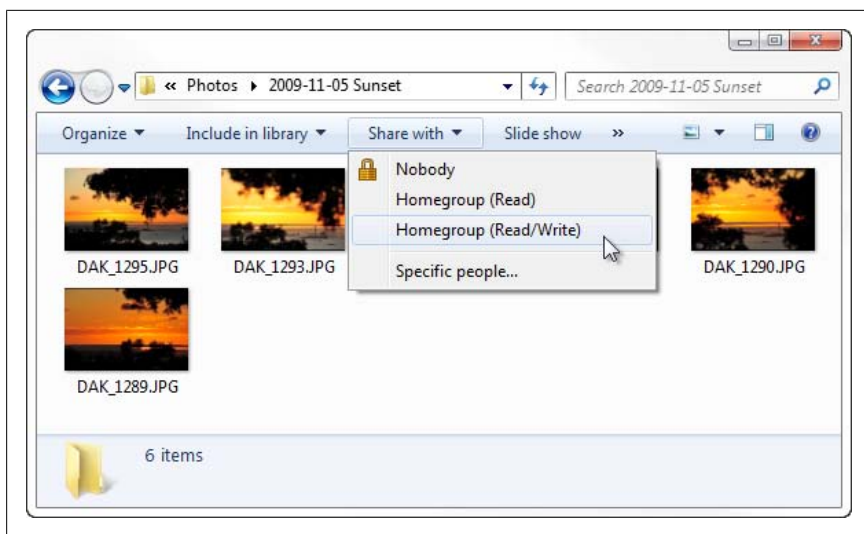 « Photos ▸ 2009-11-05 Sunset
Search 2009-11-05 Sunset
Organize ▼ Include in library ▼ Share with ▼ Slide show »
Nobody
Homegroup (Read)
Homegroup (Read/Write)
Specific people...
DAK_1295.JPG DAK_1293.JPG DAK_1290.JPG
DAK_1289.JPG
6 items